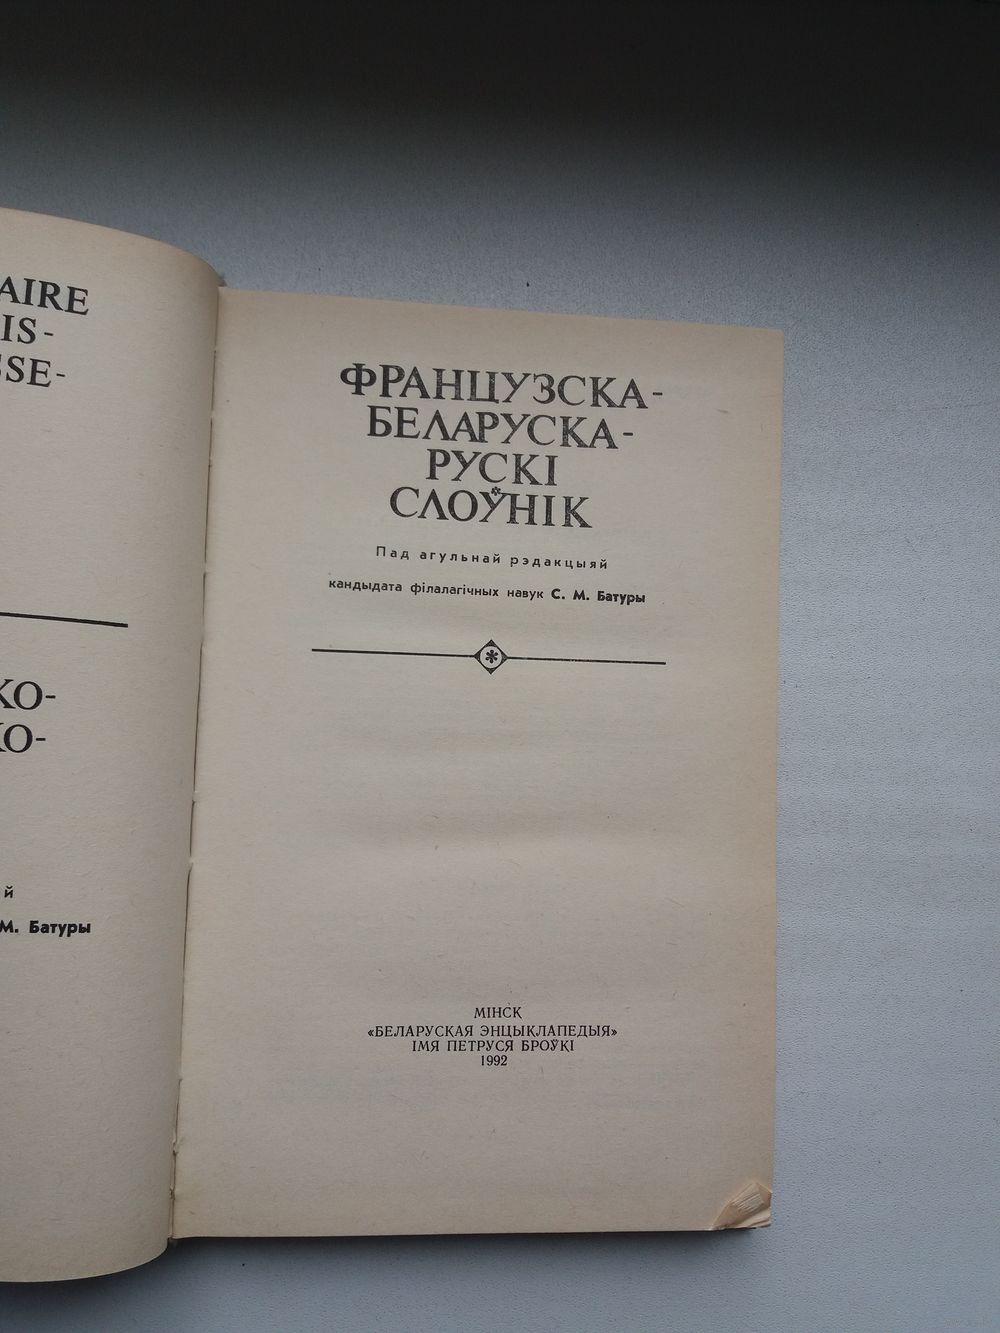 AIRE
IS-
SSE-
КО-
КО-
й
М. Батуры
ФРАНЦУЗСКА-
БЕЛАРУСКА-
РУСКІ
СЛОЎНІК
Пад агульнай рэдакцыяй
кандыдата філалагічных навук С. М. Батуры
МІНСК
«БЕЛАРУСКАЯ ЭНЦЫКЛАПЕДЫЯ»
ІМЯ ПЕТРУСЯ БРОЎКІ
1992